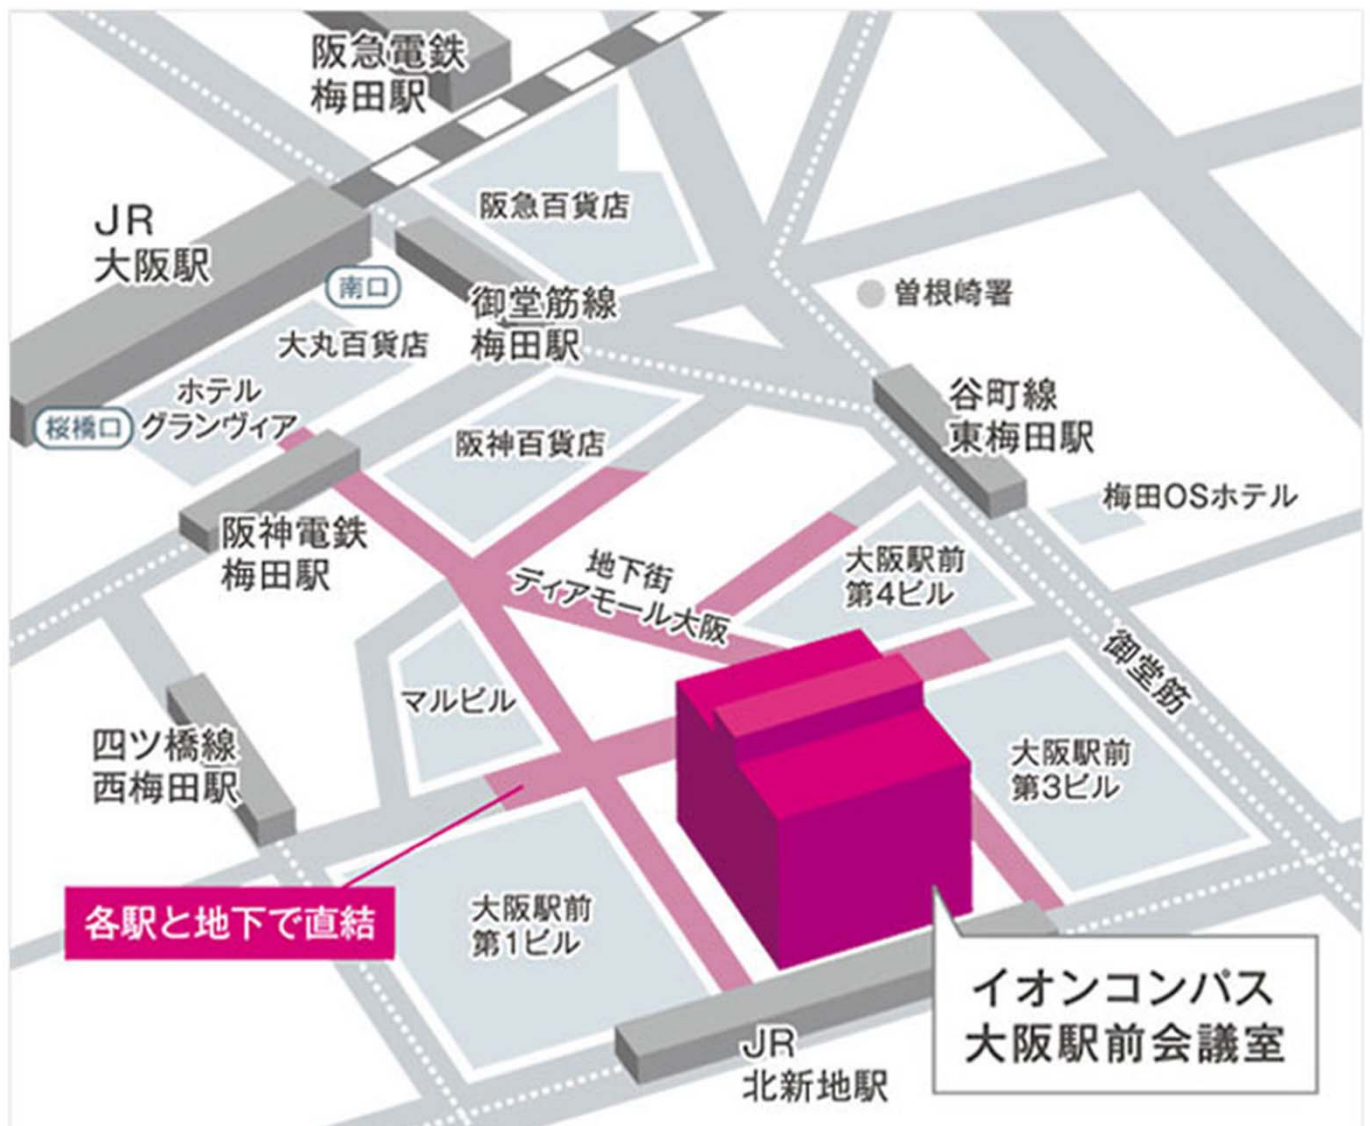 阪急電鉄
梅田駅
JR
大阪駅
阪急百貨店
南口
御堂筋線
梅田駅
曽根崎署
大丸百貨店
ホテル
グランヴィア
桜橋口
阪神百貨店
谷町線
東梅田駅
梅田OSホテル
阪神電鉄
梅田駅
地下街
ディアモール大阪
大阪駅前
第4ビル
御堂筋
マルビル
四ツ橋線
西梅田駅
大阪駅前
第3ビル
各駅と地下で直結
大阪駅前
第1ビル
イオンコンパス
大阪駅前会議室
JR
北新地駅